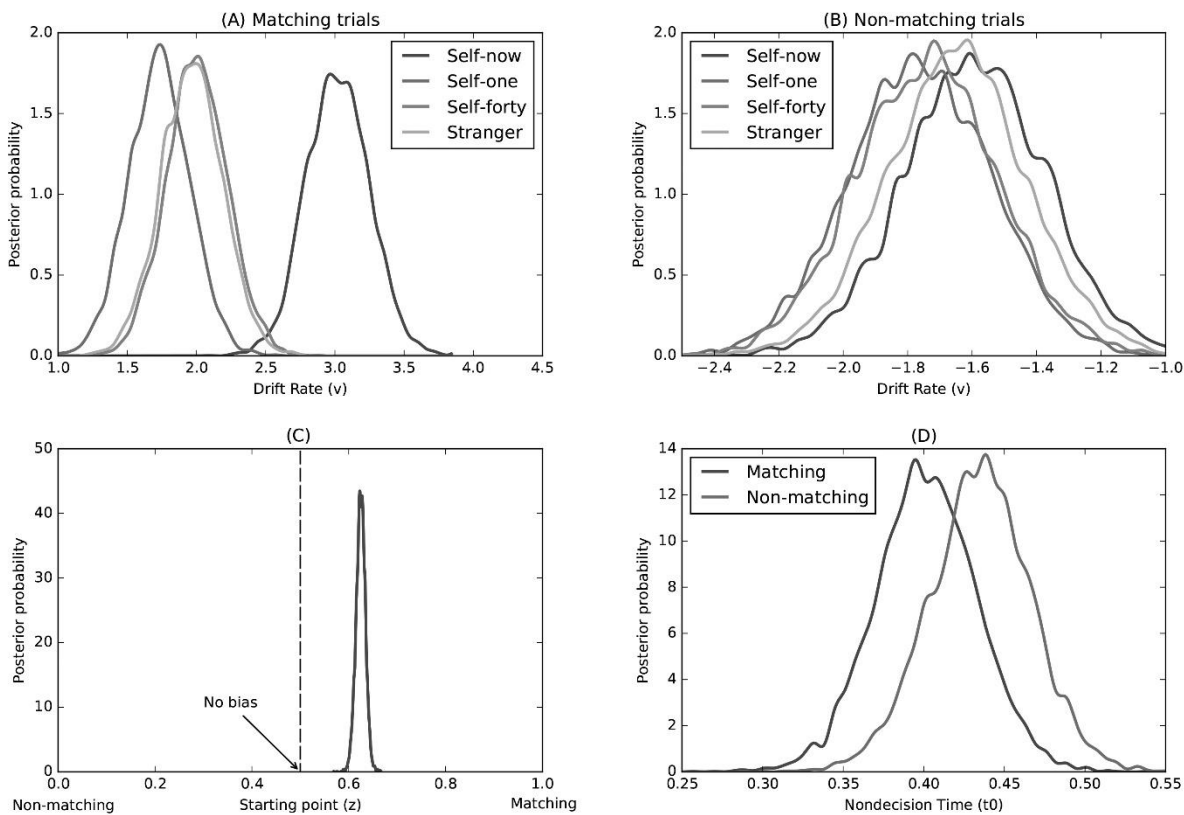 (A) Matching trials
Posterior probability
2.0
1.5
1.0
0.5
0.0
Self-now
Self-one
Self-forty
Stranger
1.0 1.5 2.0 2.5 3.0 3.5 4.0 4.5
Drift Rate (v)
(B) Non-matching trials
Posterior probability
2.0
1.5
1.0
0.5
0.0
Self-now
Self-one
Self-forty
Stranger
−2.4 −2.2 −2.0 −1.8 −1.6 −1.4 −1.2 −1.0
Drift Rate (v)
(C)
Posterior probability
50
40
30
20
10
0
No bias
0.0 0.2 0.4 0.6 0.8 1.0
Non-matching Starting point (z) Matching
(D)
Posterior probability
14
12
10
8
6
4
2
0
Matching
Non-matching
0.25 0.30 0.35 0.40 0.45 0.50 0.55
Nondecision Time (t0)